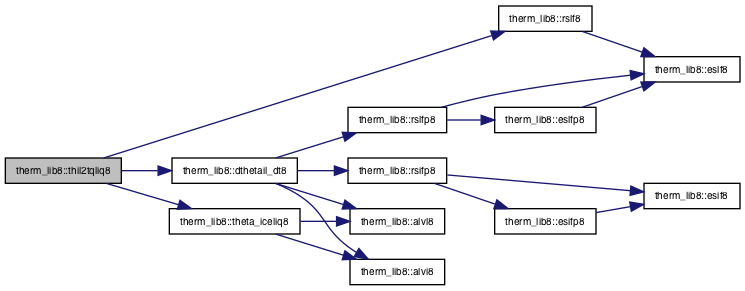 therm_lib8::rslf8
therm_lib8::eslf8
therm_lib8::rslfp8
therm_lib8::eslfp8
therm_lib8::thil2tqliq8
therm_lib8::dthetail_dt8
therm_lib8::rsifp8
therm_lib8::esif8
therm_lib8::theta_iceliq8
therm_lib8::alvl8
therm_lib8::esifp8
therm_lib8::alvi8